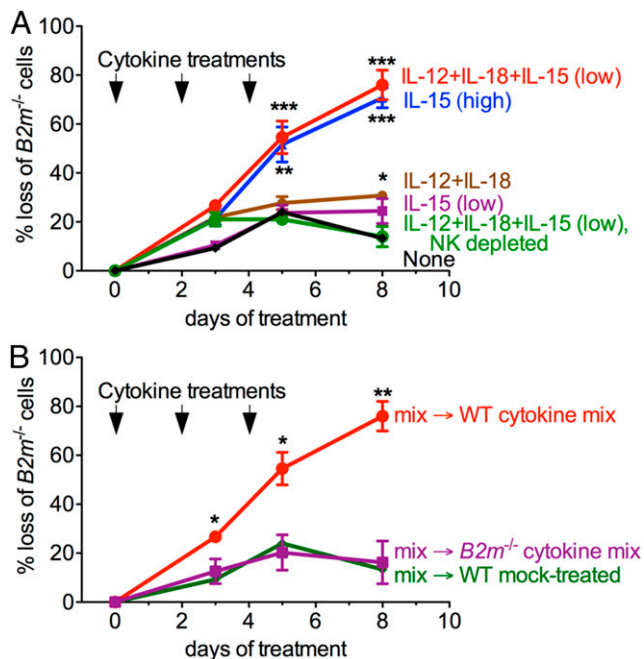 A
Cytokine treatments
% loss of B2m-/- cells
100
80
60
40
20
0
0 2 4 6 8 10
days of treatment
***
***
**
***
*
IL-12+IL-18+IL-15 (low)
IL-15 (high)
IL-12+IL-18
IL-15 (low)
IL-12+IL-18+IL-15 (low),
NK depleted
None
B
Cytokine treatments
% loss of B2m-/- cells
100
80
60
40
20
0
0 2 4 6 8 10
days of treatment
*
*
**
mix → WT cytokine mix
mix → B2m-/- cytokine mix
mix → WT mock-treated